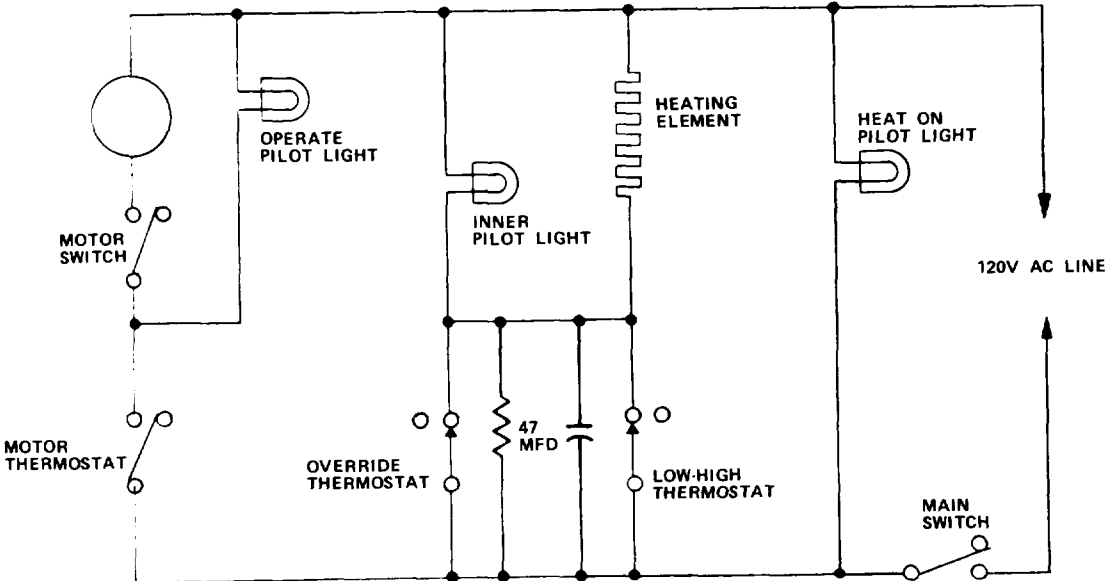 OPERATE
PILOT LIGHT
HEATING
ELEMENT
HEAT ON
PILOT LIGHT
INNER
PILOT LIGHT
MOTOR
SWITCH
120V AC LINE
47
MFD
MOTOR
THERMOSTAT
OVERRIDE
THERMOSTAT
LOW-HIGH
THERMOSTAT
MAIN
SWITCH